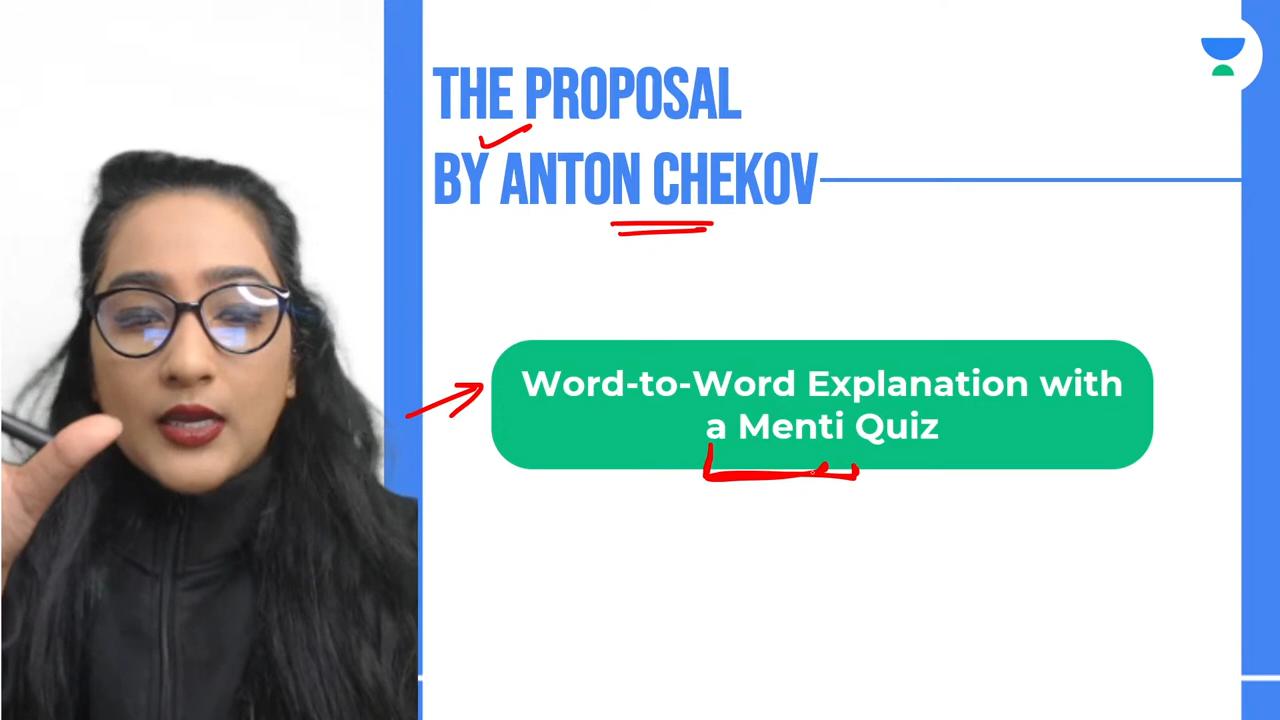 THE PROPOSAL
BY ANTON CHEKOV
Word-to-Word Explanation with
a Menti Quiz